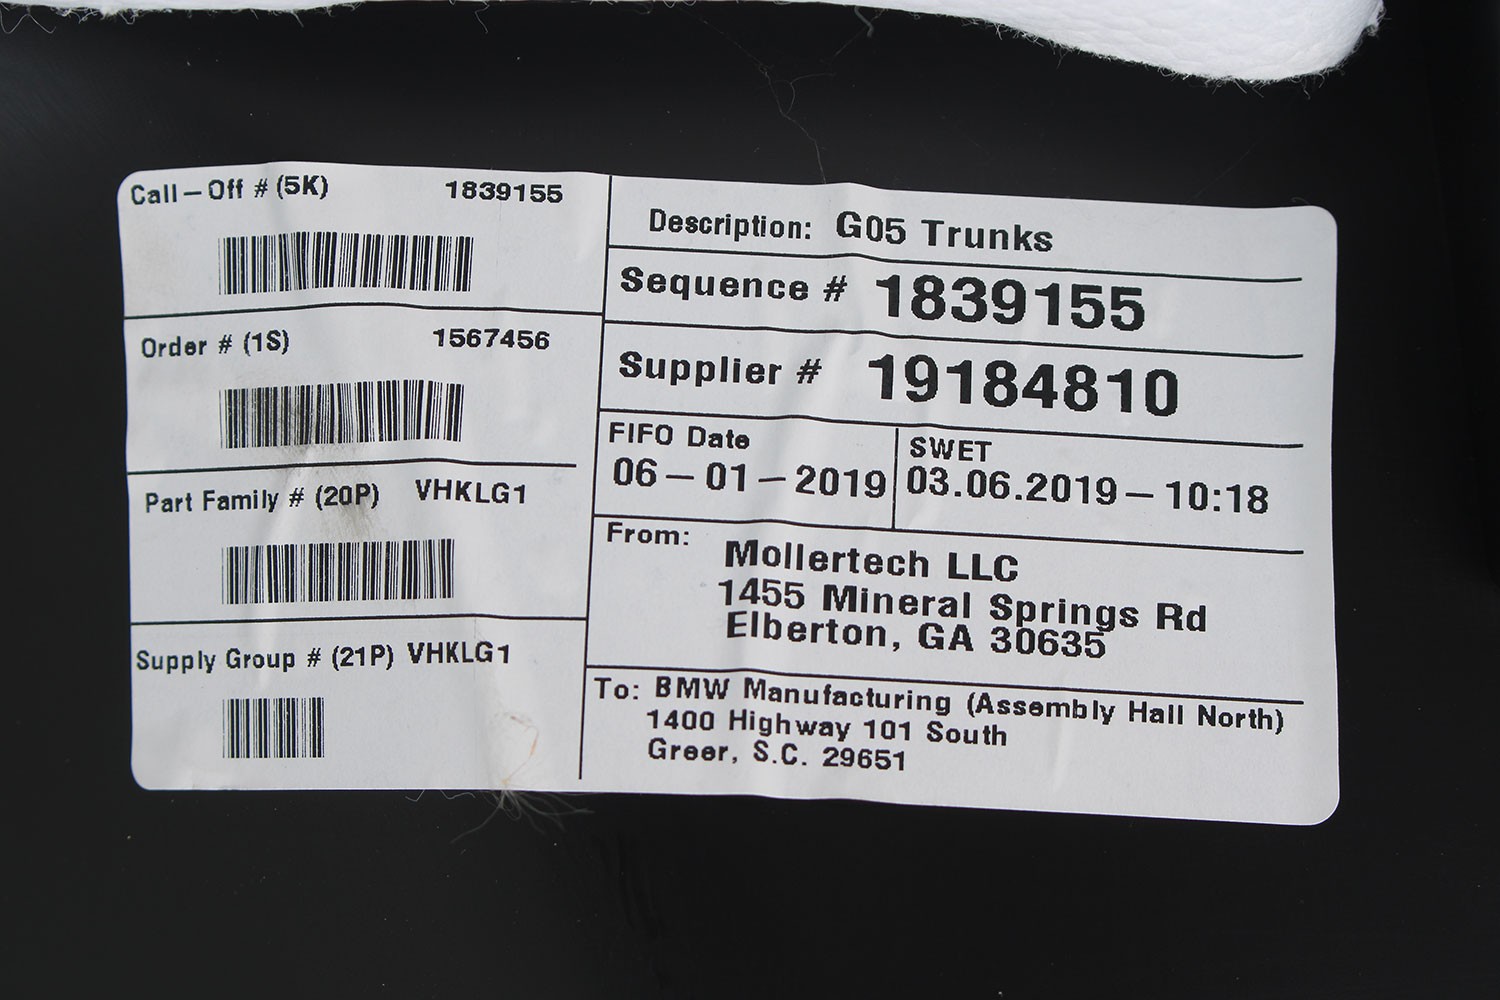 Call-Off # (5K) 1839155
Order # (1S) 1567456
Part Family # (20P) VHKLG1
Supply Group # (21P) VHKLG1
Description: G05 Trunks
Sequence # 1839155
Supplier # 19184810
FIFO Date
06-01-2019
SWET
03.06.2019-10:18
From: Mollertech LLC
1455 Mineral Springs Rd
Elberton, GA 30635
To: BMW Manufacturing (Assembly Hall North)
1400 Highway 101 South
Greer, S.C. 29651